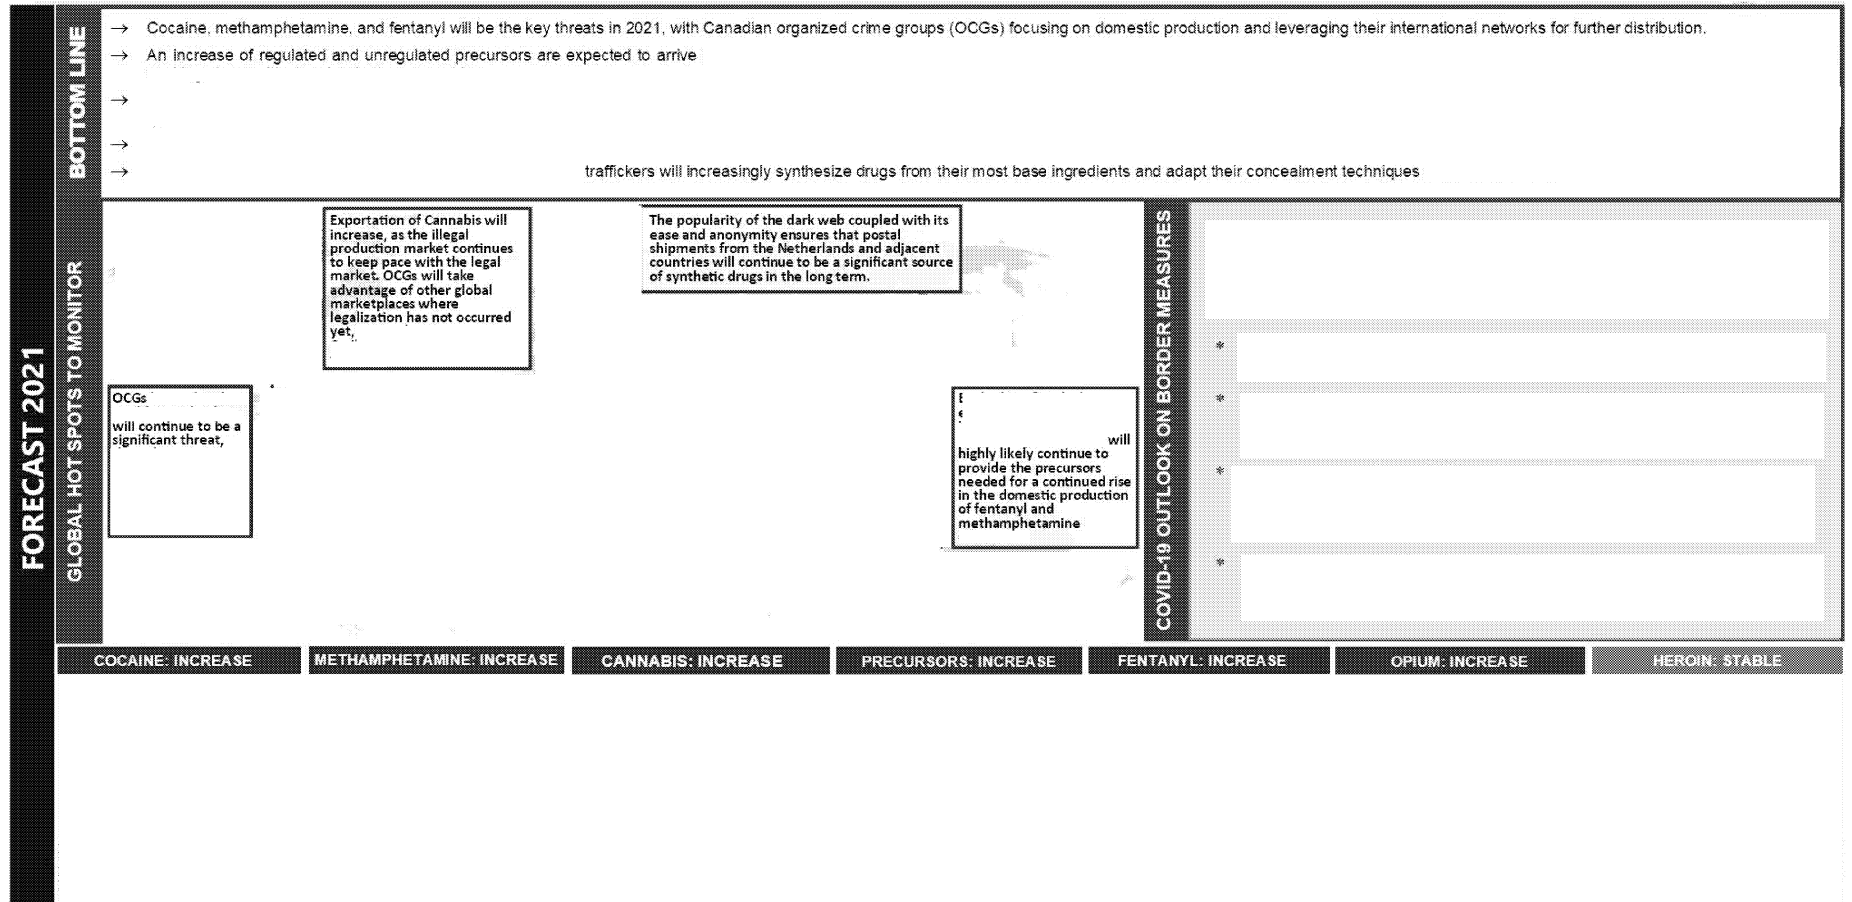 FORECAST 2021
BOTTOM LINE
→ Cocaine, methamphetamine, and fentanyl will be the key threats in 2021, with Canadian organized crime groups (OCGs) focusing on domestic production and leveraging their international networks for further distribution.
→ An increase of regulated and unregulated precursors are expected to arrive
→
→
→ traffickers will increasingly synthesize drugs from their most base ingredients and adapt their concealment techniques
GLOBAL HOT SPOTS TO MONITOR
Exportation of Cannabis will
increase, as the illegal
production market continues
to keep pace with the legal
market. OCGs will take
advantage of other global
marketplaces where
legalization has not occurred
yet,
The popularity of the dark web coupled with its
ease and anonymity ensures that postal
shipments from the Netherlands and adjacent
countries will continue to be a significant source
of synthetic drugs in the long term.
OCGs
will continue to be a
significant threat,
will
highly likely continue to
provide the precursors
needed for a continued rise
in the domestic production
of fentanyl and
methamphetamine
COVID-19 OUTLOOK ON BORDER MEASURES
*
*
*
*
COCAINE: INCREASE
METHAMPHETAMINE: INCREASE
CANNABIS: INCREASE
PRECURSORS: INCREASE
FENTANYL: INCREASE
OPIUM: INCREASE
HEROIN: STABLE